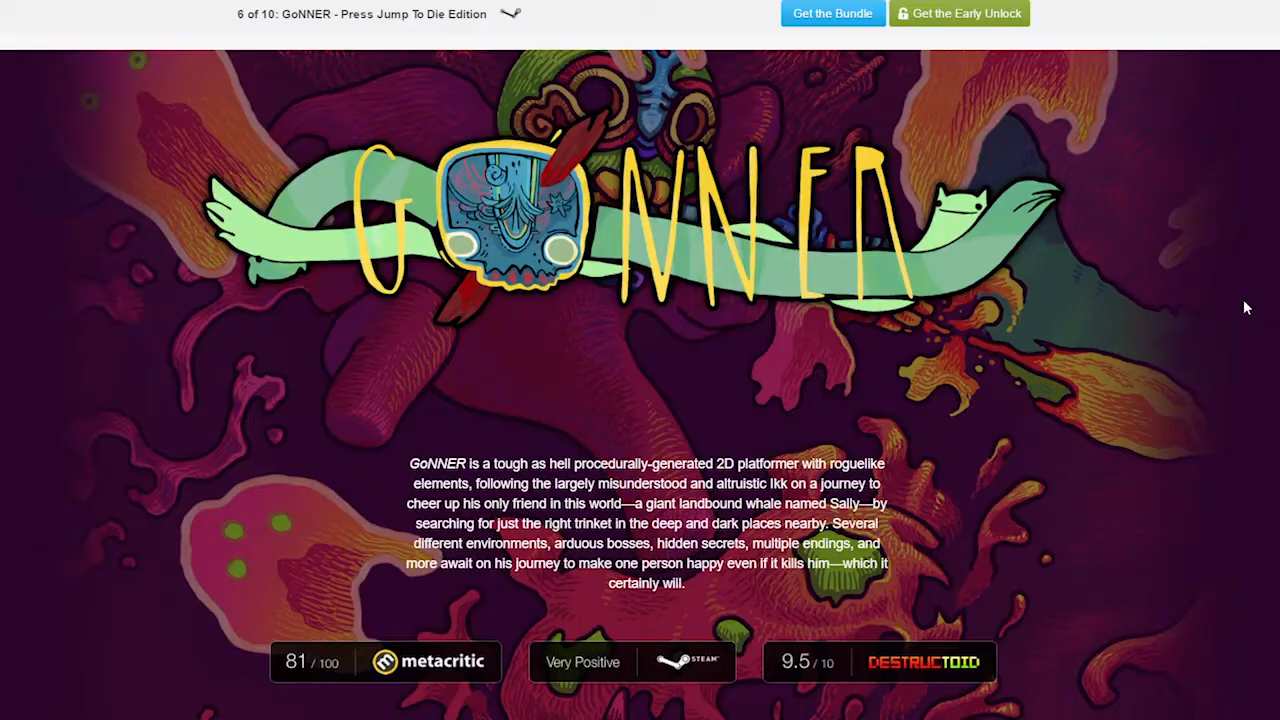 6 of 10: GoNNER - Press Jump To Die Edition
Get the Bundle
Get the Early Unlock
GONNER
GoNNER is a tough as hell procedurally-generated 2D platformer with roguelike
elements, following the largely misunderstood and altruistic Ikk on a journey to
cheer up his only friend in this world—a giant landbound whale named Sally—by
searching for just the right trinket in the deep and dark places nearby. Several
different environments, arduous bosses, hidden secrets, multiple endings, and
more await on his journey to make one person happy even if it kills him—which it
certainly will.
81 / 100 metacritic
Very Positive STEAM
9.5 / 10 DESTRUCTOID